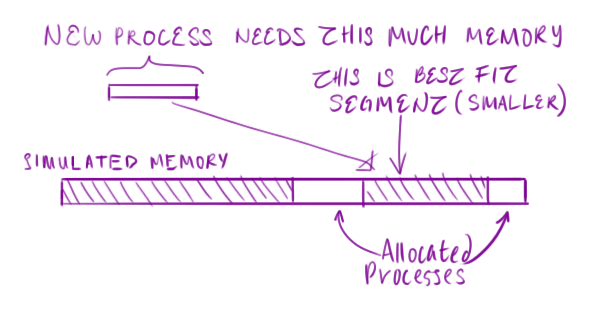 NEW PROCESS NEEDS THIS MUCH MEMORY
THIS IS BEST FIT
SEGMENT (SMALLER)
SIMULATED MEMORY
Allocated
Processes